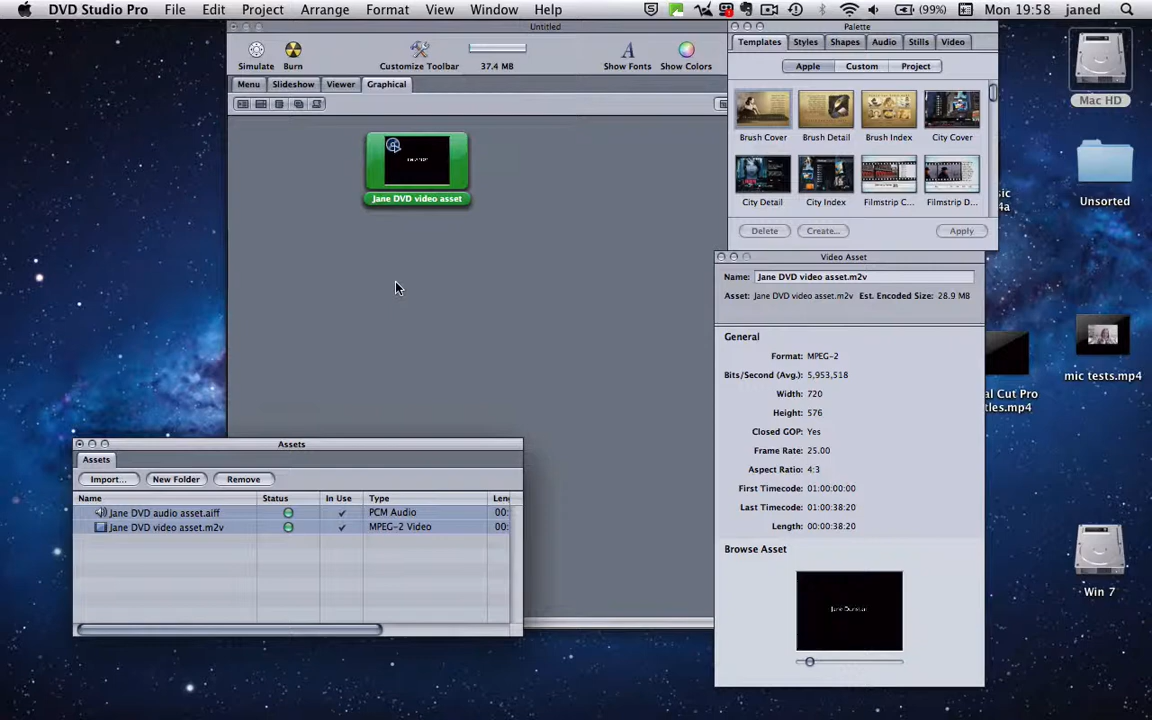 DVD Studio Pro File Edit Project Arrange Format View Window Help (99%) Mon 19:58 janed
Untitled
Simulate Burn Customize Toolbar 37.4 MB Show Fonts Show Colors
Menu Slideshow Viewer Graphical
Jane DVD video asset
Palette
Templates Styles Shapes Audio Stills Video
Apple Custom Project
Brush Cover Brush Detail Brush Index City Cover
City Detail City Index Filmstrip C... Filmstrip D...
Delete Create... Apply
Video Asset
Name: Jane DVD video asset.m2v
Asset: Jane DVD video asset.m2v Est. Encoded Size: 28.9 MB
General
Format: MPEG-2
Bits/Second (Avg.): 5,953,518
Width: 720
Height: 576
Closed GOP: Yes
Frame Rate: 25.00
Aspect Ratio: 4:3
First Timecode: 01:00:00:00
Last Timecode: 01:00:38:20
Length: 00:00:38:20
Browse Asset
Assets
Assets
Import... New Folder Remove
Name Status In Use Type Len
Jane DVD audio asset.aiff PCM Audio 00:
Jane DVD video asset.m2v MPEG-2 Video 00:
Mac HD
Unsorted
mic tests.mp4
al Cut Pro
tles.mp4
Win 7